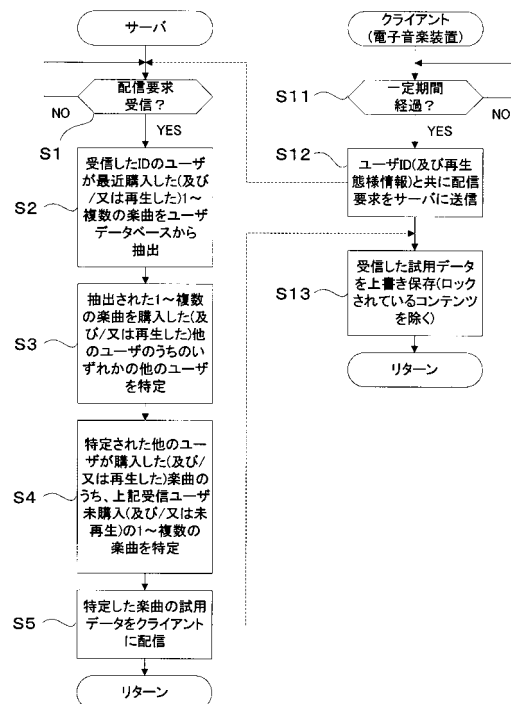 サーバ
配信要求
受信？
NO
YES
S1
受信したIDのユーザ
が最近購入した(及び
/又は再生した)1～
複数の楽曲をユーザ
データベースから
抽出
S2
抽出された1～複数
の楽曲を購入した(及
び/又は再生した)他
のユーザのうちのい
ずれかの他のユーザ
を特定
S3
特定された他のユー
ザが購入した(及び/
又は再生した)楽曲の
うち、上記受信ユーザ
未購入(及び/又は未
再生)の1～複数の
楽曲を特定
S4
特定した楽曲の試用
データをクライアント
に配信
S5
リターン
クライアント
(電子音楽装置)
一定期間
経過？
S11
NO
YES
S12
ユーザID(及び再生
態様情報)と共に配信
要求をサーバに送信
受信した試用データ
を上書き保存(ロック
されているコンテンツ
を除く)
S13
リターン